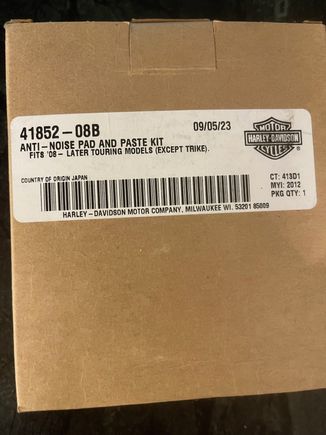 41852-08B 09/05/23
ANTI-NOISE PAD AND PASTE KIT
FITS '08- LATER TOURING MODELS (EXCEPT TRIKE).
MOTOR
HARLEY-DAVIDSON
CYCLES
COUNTRY OF ORIGIN JAPAN
CT: 413D1
MYI: 2012
PKG QTY: 1
HARLEY-DAVIDSON MOTOR COMPANY, MILWAUKEE WI. 53201 85009